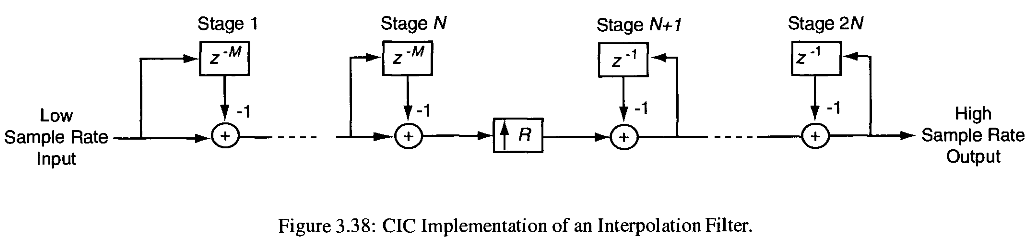 Stage 1
Stage N
Stage N+1
Stage 2N
z^-M
z^-M
z^-1
z^-1
-1
-1
-1
-1
Low
Sample Rate
Input
+
+
R
+
+
High
Sample Rate
Output
Figure 3.38: CIC Implementation of an Interpolation Filter.